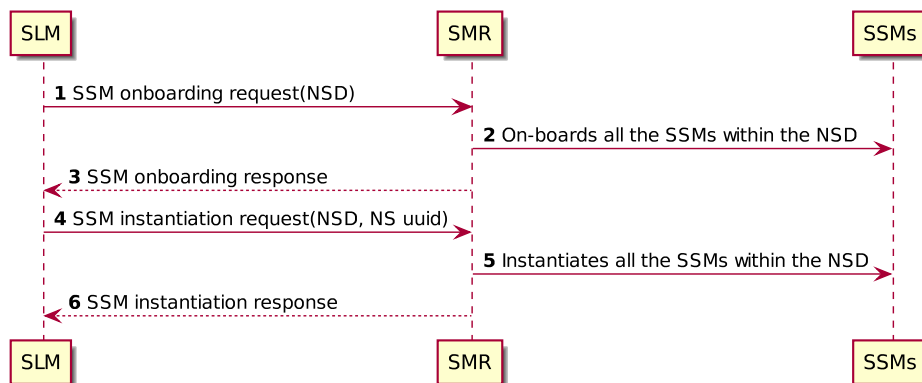 SLM SMR SSMs
1 SSM onboarding request(NSD)
2 On-boards all the SSMs within the NSD
3 SSM onboarding response
4 SSM instantiation request(NSD, NS uuid)
5 Instantiates all the SSMs within the NSD
6 SSM instantiation response
SLM SMR SSMs